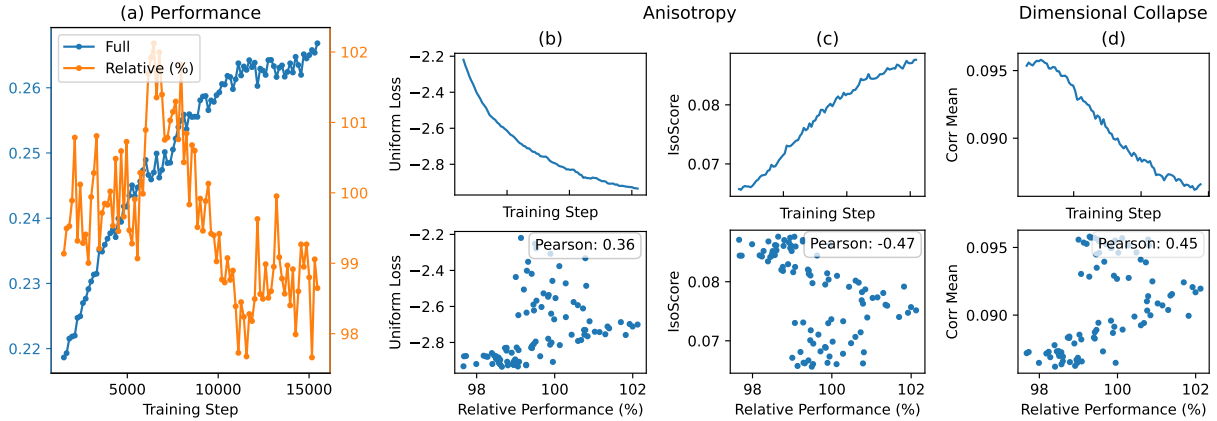 (a) Performance
Anisotropy
Dimensional Collapse
Full
Relative (%)
0.26
0.25
0.24
0.23
0.22
102
101
100
99
98
5000 10000 15000
Training Step
(b)
Uniform Loss
−2.2
−2.4
−2.6
−2.8
Training Step
(c)
IsoScore
0.08
0.07
Training Step
(d)
Corr Mean
0.095
0.090
Training Step
Pearson: 0.36
Uniform Loss
−2.2
−2.4
−2.6
−2.8
98 100 102
Relative Performance (%)
Pearson: -0.47
IsoScore
0.08
0.07
98 100 102
Relative Performance (%)
Pearson: 0.45
Corr Mean
0.095
0.090
98 100 102
Relative Performance (%)